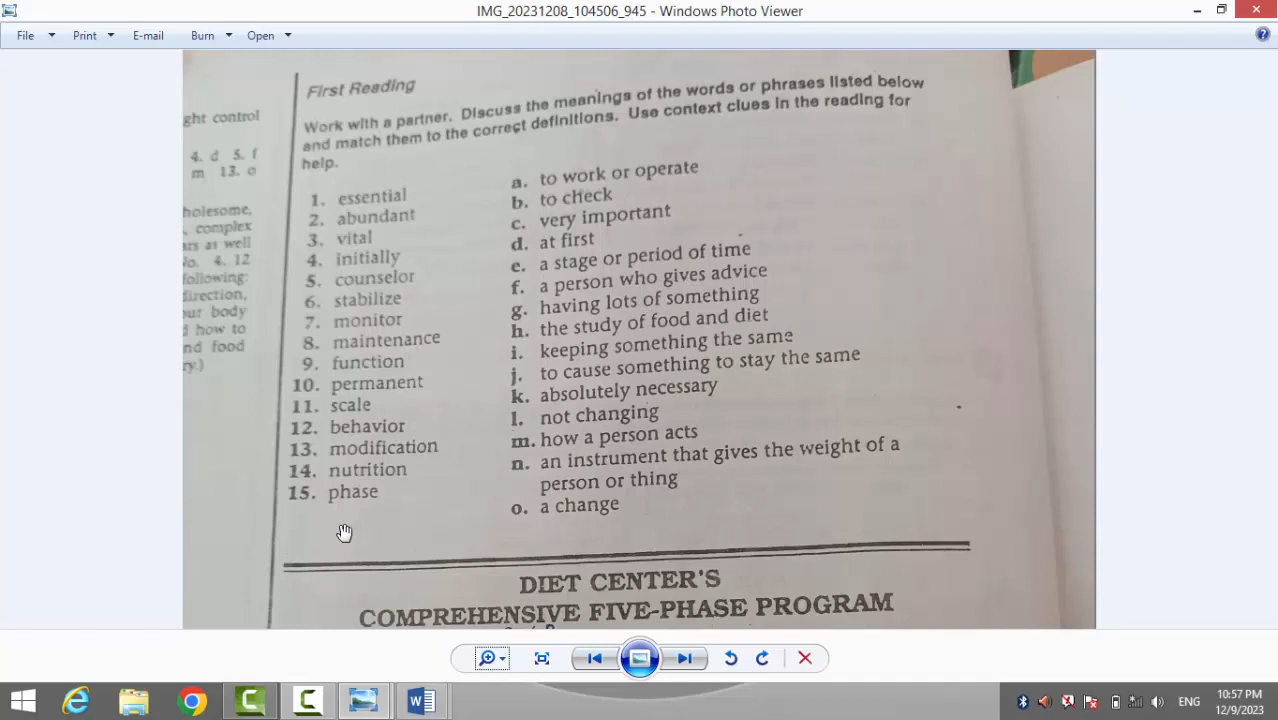 IMG_20231208_104506_945 - Windows Photo Viewer
File Print E-mail Burn Open
First Reading
Work with a partner. Discuss the meanings of the words or phrases listed below
and match them to the correct definitions. Use context clues in the reading for
help.
ght control
4. d 5. f
m 13. o
holesome,
, complex
ars as well
No. 4. 12
following:
direction,
our body
d how to
nd food
ry.)
1. essential
2. abundant
3. vital
4. initially
5. counselor
6. stabilize
7. monitor
8. maintenance
9. function
10. permanent
11. scale
12. behavior
13. modification
14. nutrition
15. phase
a. to work or operate
b. to check
c. very important
d. at first
e. a stage or period of time
f. a person who gives advice
g. having lots of something
h. the study of food and diet
i. keeping something the same
j. to cause something to stay the same
k. absolutely necessary
l. not changing
m. how a person acts
n. an instrument that gives the weight of a
person or thing
o. a change
DIET CENTER'S
COMPREHENSIVE FIVE-PHASE PROGRAM
ENG
10:57 PM
12/9/2023